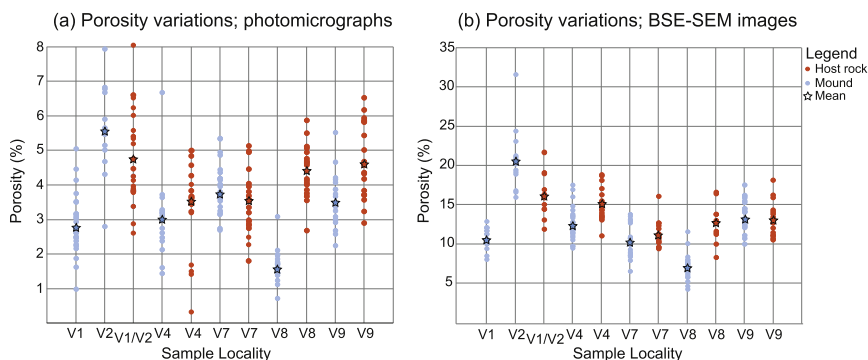 (a) Porosity variations; photomicrographs
8
7
6
5
4
3
2
1
Porosity (%)
V1 V2 V1/V2 V4 V4 V7 V7 V8 V8 V9 V9
Sample Locality
(b) Porosity variations; BSE-SEM images
35
30
25
20
15
10
5
Porosity (%)
V1 V2 V1/V2 V4 V4 V7 V7 V8 V8 V9 V9
Sample Locality
Legend
Host rock
Mound
Mean